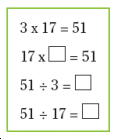 3 x 17 = 51
17 x □ = 51
51 ÷ 3 = □
51 ÷ 17 = □